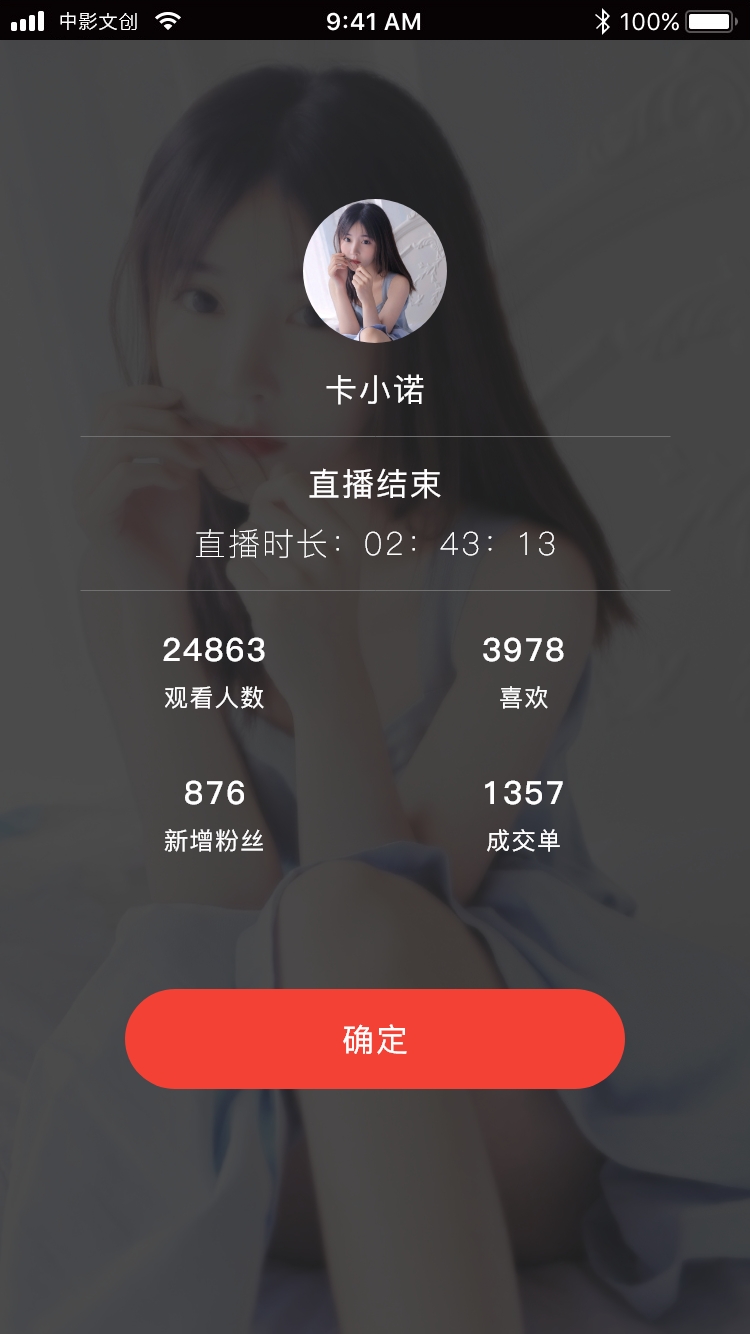 中影文创 9:41 AM 100%
卡小诺
直播结束
直播时长：02：43：13
24863 3978
观看人数 喜欢
876 1357
新增粉丝 成交单
确定